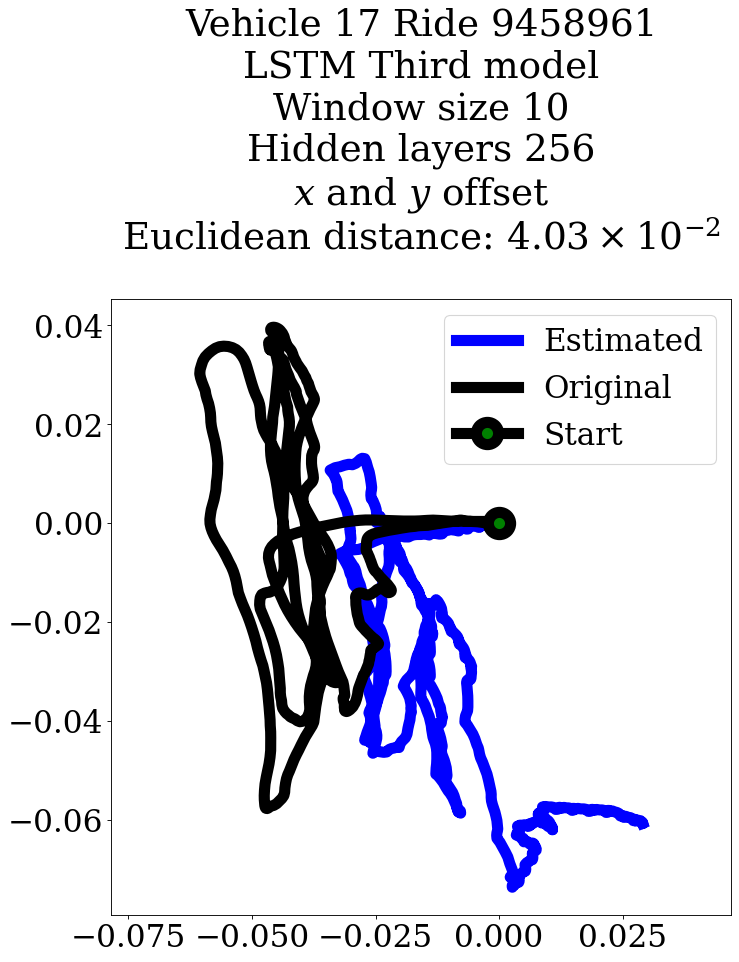 Vehicle 17 Ride 9458961
LSTM Third model
Window size 10
Hidden layers 256
x and y offset
Euclidean distance: 4.03 × 10⁻²
Estimated
Original
Start
0.04
0.02
0.00
−0.02
−0.04
−0.06
−0.075 −0.050 −0.025 0.000 0.025